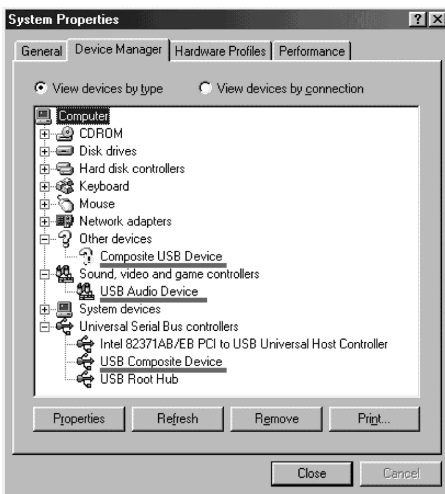 System Properties
General Device Manager Hardware Profiles Performance
View devices by type View devices by connection
Computer
CDROM
Disk drives
Hard disk controllers
Keyboard
Mouse
Network adapters
Other devices
Composite USB Device
Sound, video and game controllers
USB Audio Device
System devices
Universal Serial Bus controllers
Intel 82371AB/EB PCI to USB Universal Host Controller
USB Composite Device
USB Root Hub
Properties Refresh Remove Print...
Close Cancel